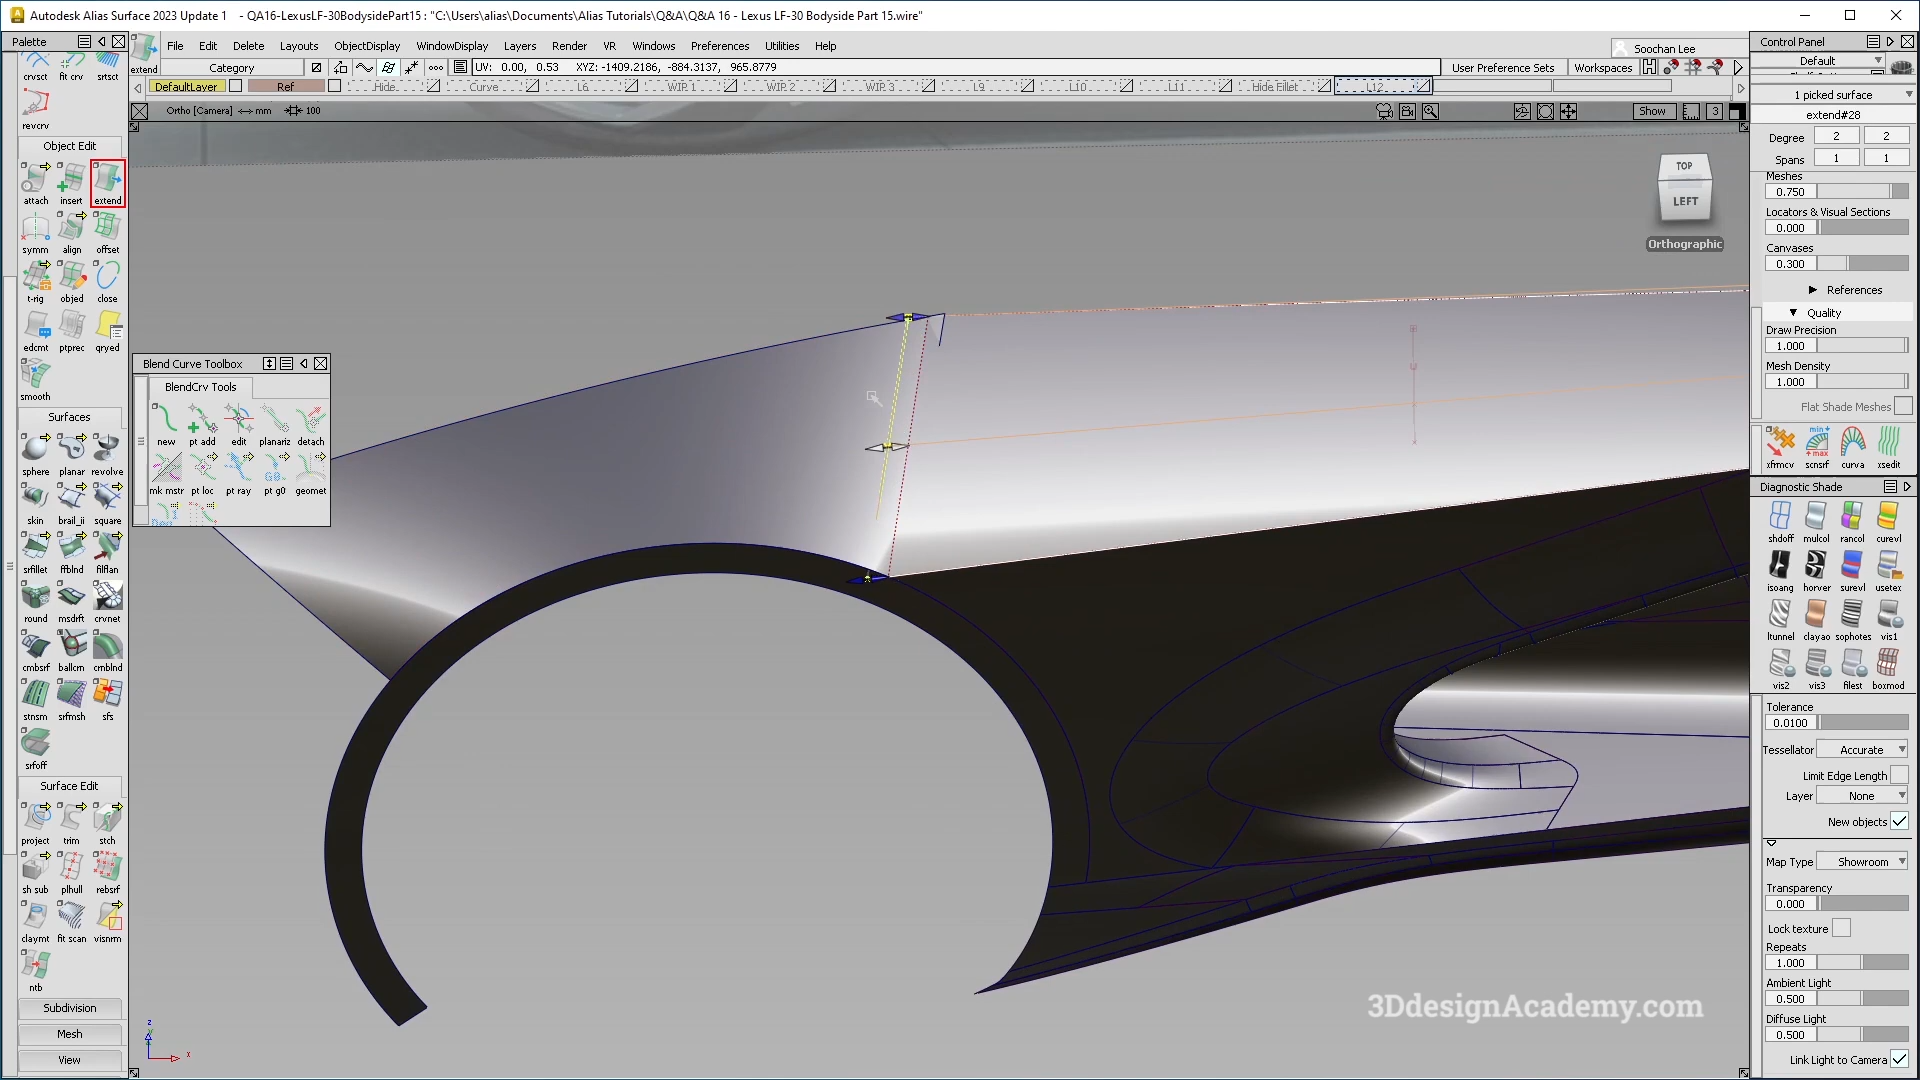 Autodesk Alias Surface 2023 Update 1 - QA16-LexusLF-30BodysidePart15 : "C:\Users\alias\Documents\Alias Tutorials\Q&A\Q&A 16 - Lexus LF-30 Bodyside Part 15.wire"
Palette
extend
File Edit Delete Layouts ObjectDisplay WindowDisplay Layers Render VR Windows Preferences Utilities Help
Soochan Lee
Category
UV: 0.00, 0.53 XYZ: -1409.2186, -884.3137, 965.8779
User Preference Sets Workspaces
DefaultLayer Ref Hide Curve L6 WIP 1 WIP 2 WIP 3 L9 L10 L11 Hide Fillet L12
Ortho [Camera] mm 100
Show 3
crvsct fit crv srtsct
revcrv
Object Edit
attach insert extend
symm align offset
t-rig objed close
edcmt ptprec qryed
smooth
Surfaces
sphere planar revolve
skin brail_ii square
srfillet ffblnd filflan
round msdrft crvnet
cmbsrf ballcrn crnblnd
stnsm srfmsh sfs
srfoff
Surface Edit
project trim stch
sh sub plhull rebsrf
claymt fit scan visnrm
ntb
Subdivision
Mesh
View
Blend Curve Toolbox
BlendCrv Tools
new pt add edit planariz detach
mk mstr pt loc pt ray pt g0 geomet
TOP
LEFT
Orthographic
z
x
3DdesignAcademy.com
Control Panel
Default
1 picked surface
extend#28
Degree 2 2
Spans 1 1
Meshes
0.750
Locators & Visual Sections
0.000
Canvases
0.300
References
Quality
Draw Precision
1.000
Mesh Density
1.000
Flat Shade Meshes
xfrmcv scnsrf curva xsedit
Diagnostic Shade
shdoff mulcol rancol curevl
isoang horver surevl usetex
ltunnel clayao sophotes vis1
vis2 vis3 filest boxmod
Tolerance
0.0100
Tessellator Accurate
Limit Edge Length
Layer None
New objects
Map Type Showroom
Transparency
0.000
Lock texture
Repeats
1.000
Ambient Light
0.500
Diffuse Light
0.500
Link Light to Camera